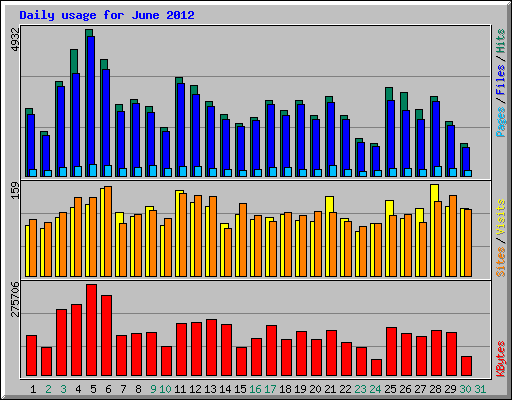 Daily usage for June 2012
4932
Pages / Files / Hits
159
Sites / Visits
275706
KBytes
1 2 3 4 5 6 7 8 9 10 11 12 13 14 15 16 17 18 19 20 21 22 23 24 25 26 27 28 29 30 31